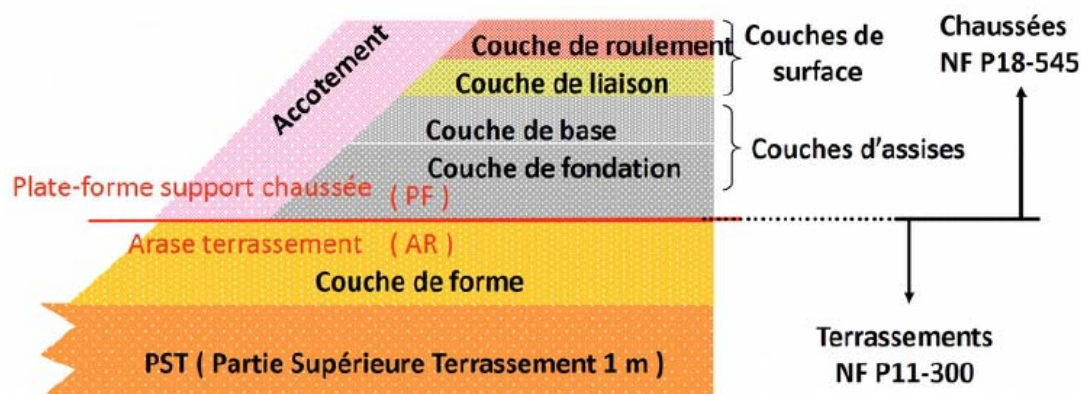 Accotement
Couche de roulement
Couche de liaison
Couches de
surface
Chaussées
NF P18-545
Couche de base
Couche de fondation
Couches d'assises
Plate-forme support chaussée ( PF )
Arase terrassement ( AR )
Couche de forme
PST ( Partie Supérieure Terrassement 1 m )
Terrassements
NF P11-300